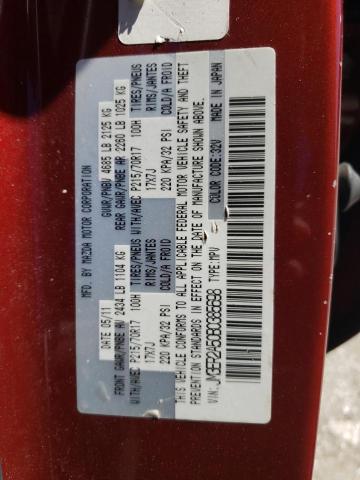 MFD. BY MAZDA MOTOR CORPORATION
DATE 05/11 GVWR/PNBV 4685 LB 2125 KG
FRONT GAWR/PNBE AV 2434 LB 1104 KG REAR GAWR/PNBE AR 2260 LB 1025 KG
WITH/AVEC P215/70R17 100H TIRES/PNEUS WITH/AVEC P215/70R17 100H TIRES/PNEUS
17X7J RIMS/JANTES 17X7J RIMS/JANTES
220 KPA/32 PSI COLD/A FROID 220 KPA/32 PSI COLD/A FROID
THIS VEHICLE CONFORMS TO ALL
APPLICABLE FEDERAL MOTOR VEHICLE SAFETY AND THEFT
STANDARDS IN EFFECT ON THE DATE OF
MANUFACTURE SHOWN ABOVE.
COLOR CODE:32V MADE IN JAPAN
TYPE:MPV